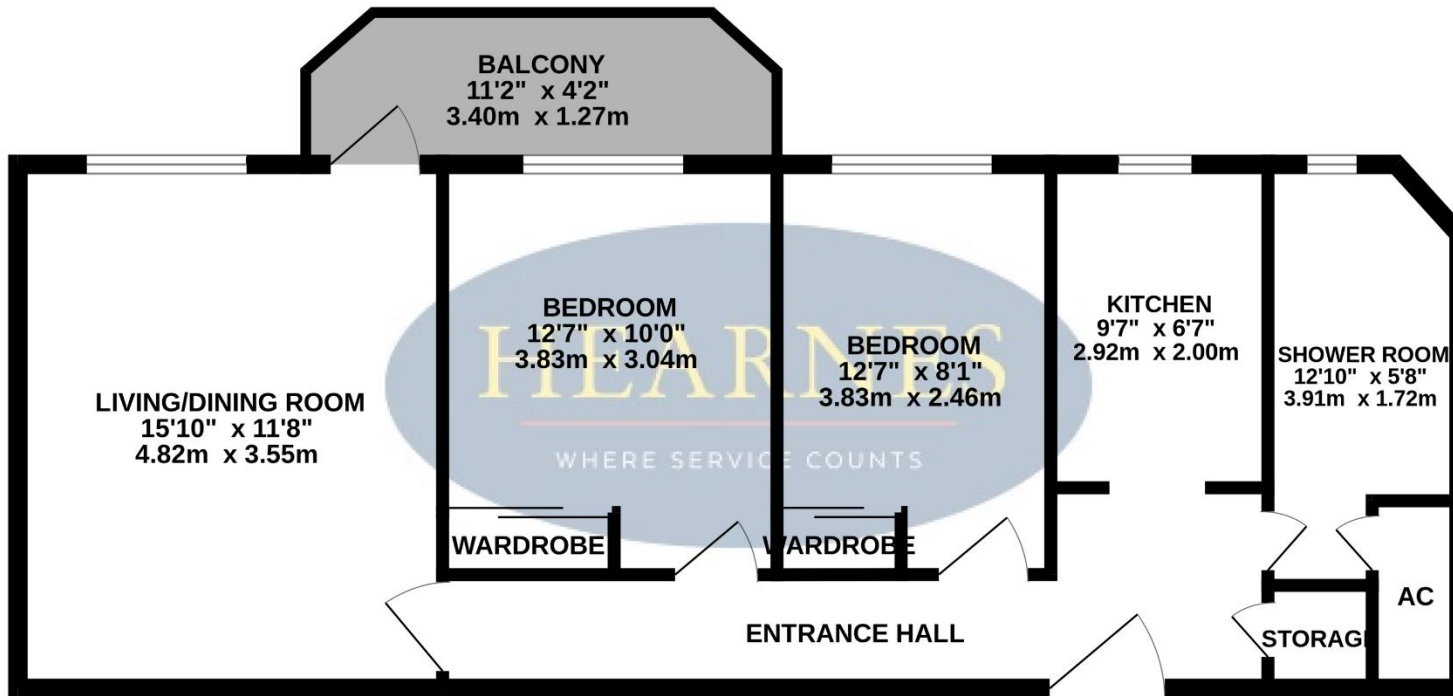 BALCONY
11'2" x 4'2"
3.40m x 1.27m
LIVING/DINING ROOM
15'10" x 11'8"
4.82m x 3.55m
BEDROOM
12'7" x 10'0"
3.83m x 3.04m
BEDROOM
12'7" x 8'1"
3.83m x 2.46m
KITCHEN
9'7" x 6'7"
2.92m x 2.00m
SHOWER ROOM
12'10" x 5'8"
3.91m x 1.72m
HEARNES
WHERE SERVICE COUNTS
WARDROBE
WARDROBE
ENTRANCE HALL
STORAGE
AC